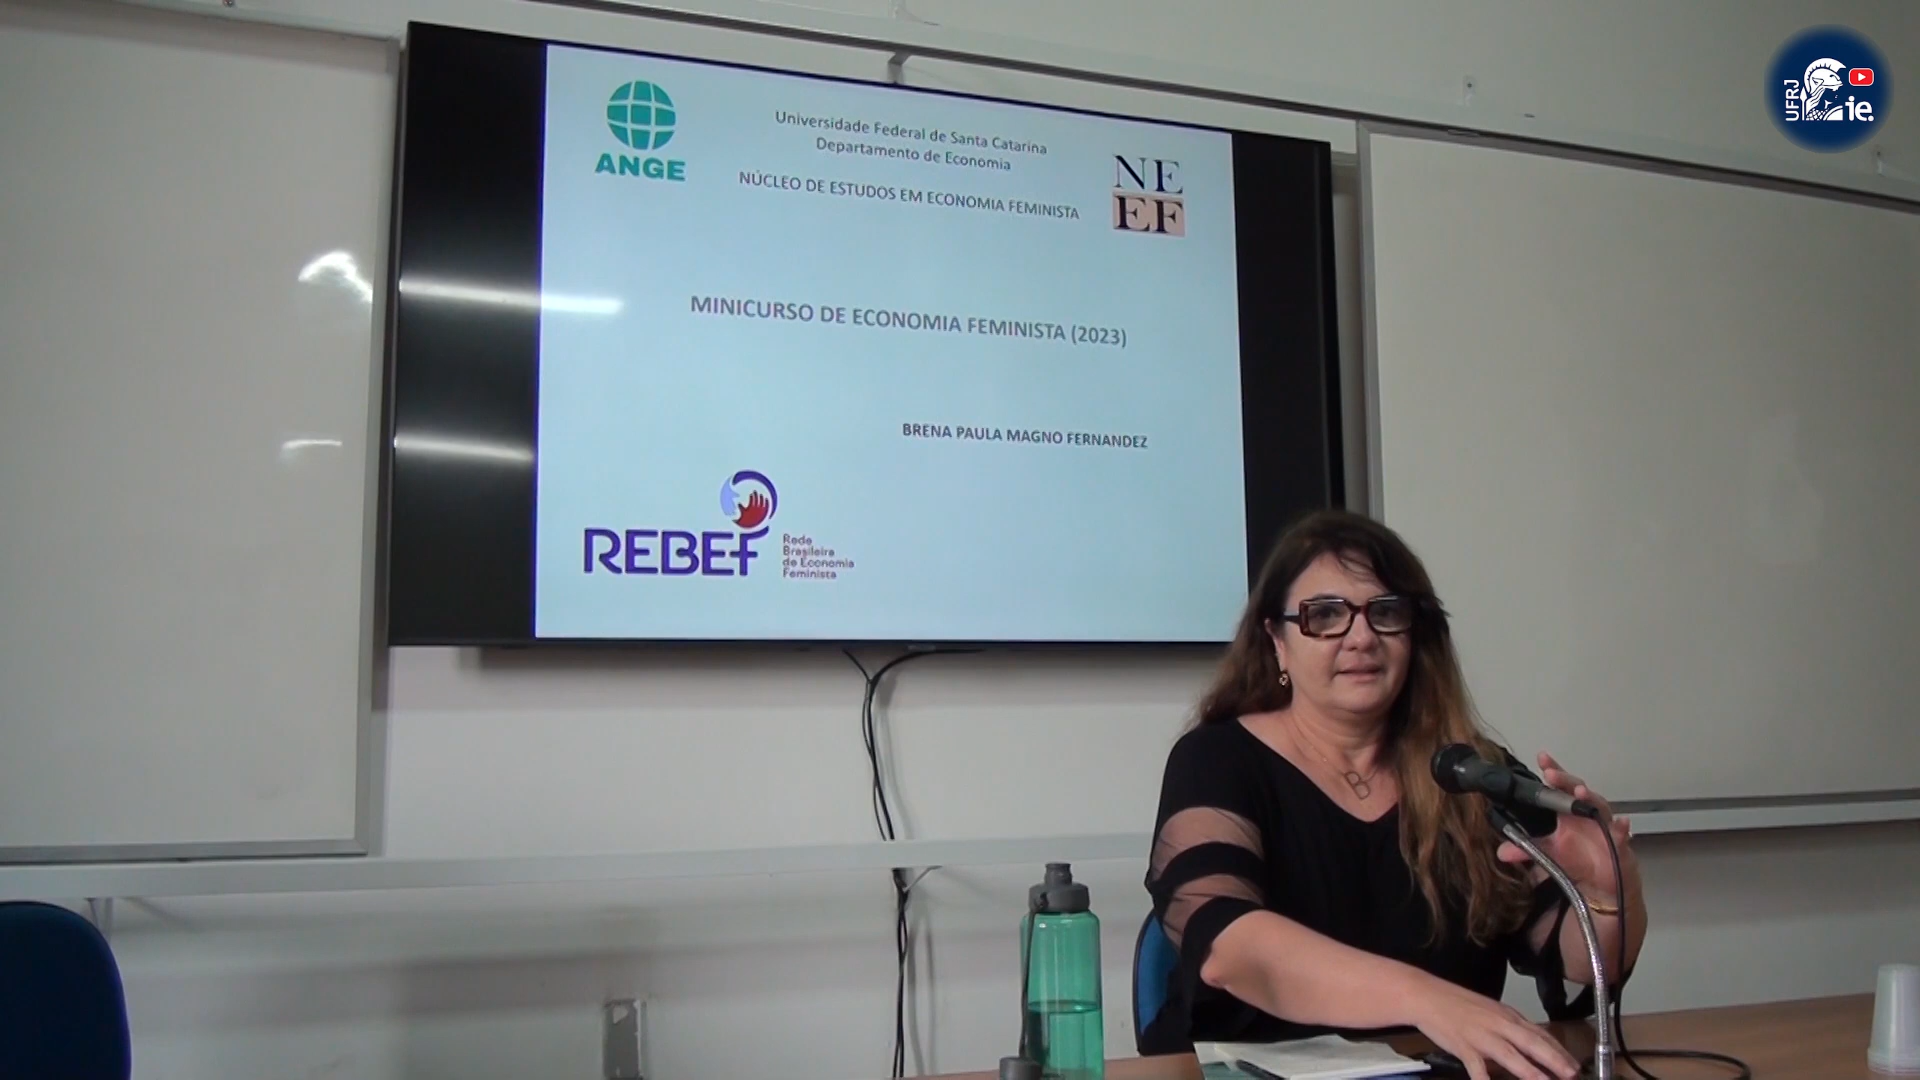 ANGE
Universidade Federal de Santa Catarina
Departamento de Economia
NÚCLEO DE ESTUDOS EM ECONOMIA FEMINISTA
NE
EF
MINICURSO DE ECONOMIA FEMINISTA (2023)
BRENA PAULA MAGNO FERNANDEZ
REBEF
Rede
Brasileira
de Economia
Feminista
UFRJ
ie.